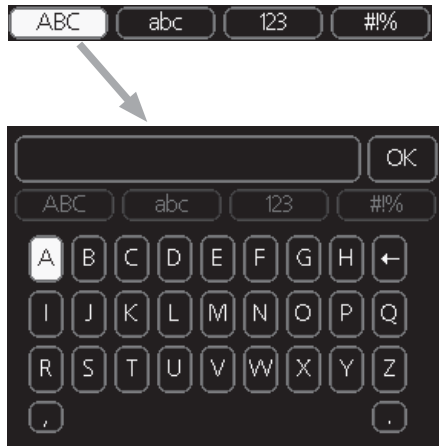 ABC abc 123 #!%
OK
ABC abc 123 #!%
A B C D E F G H ←
I J K L M N O P Q
R S T U V W X Y Z
, .